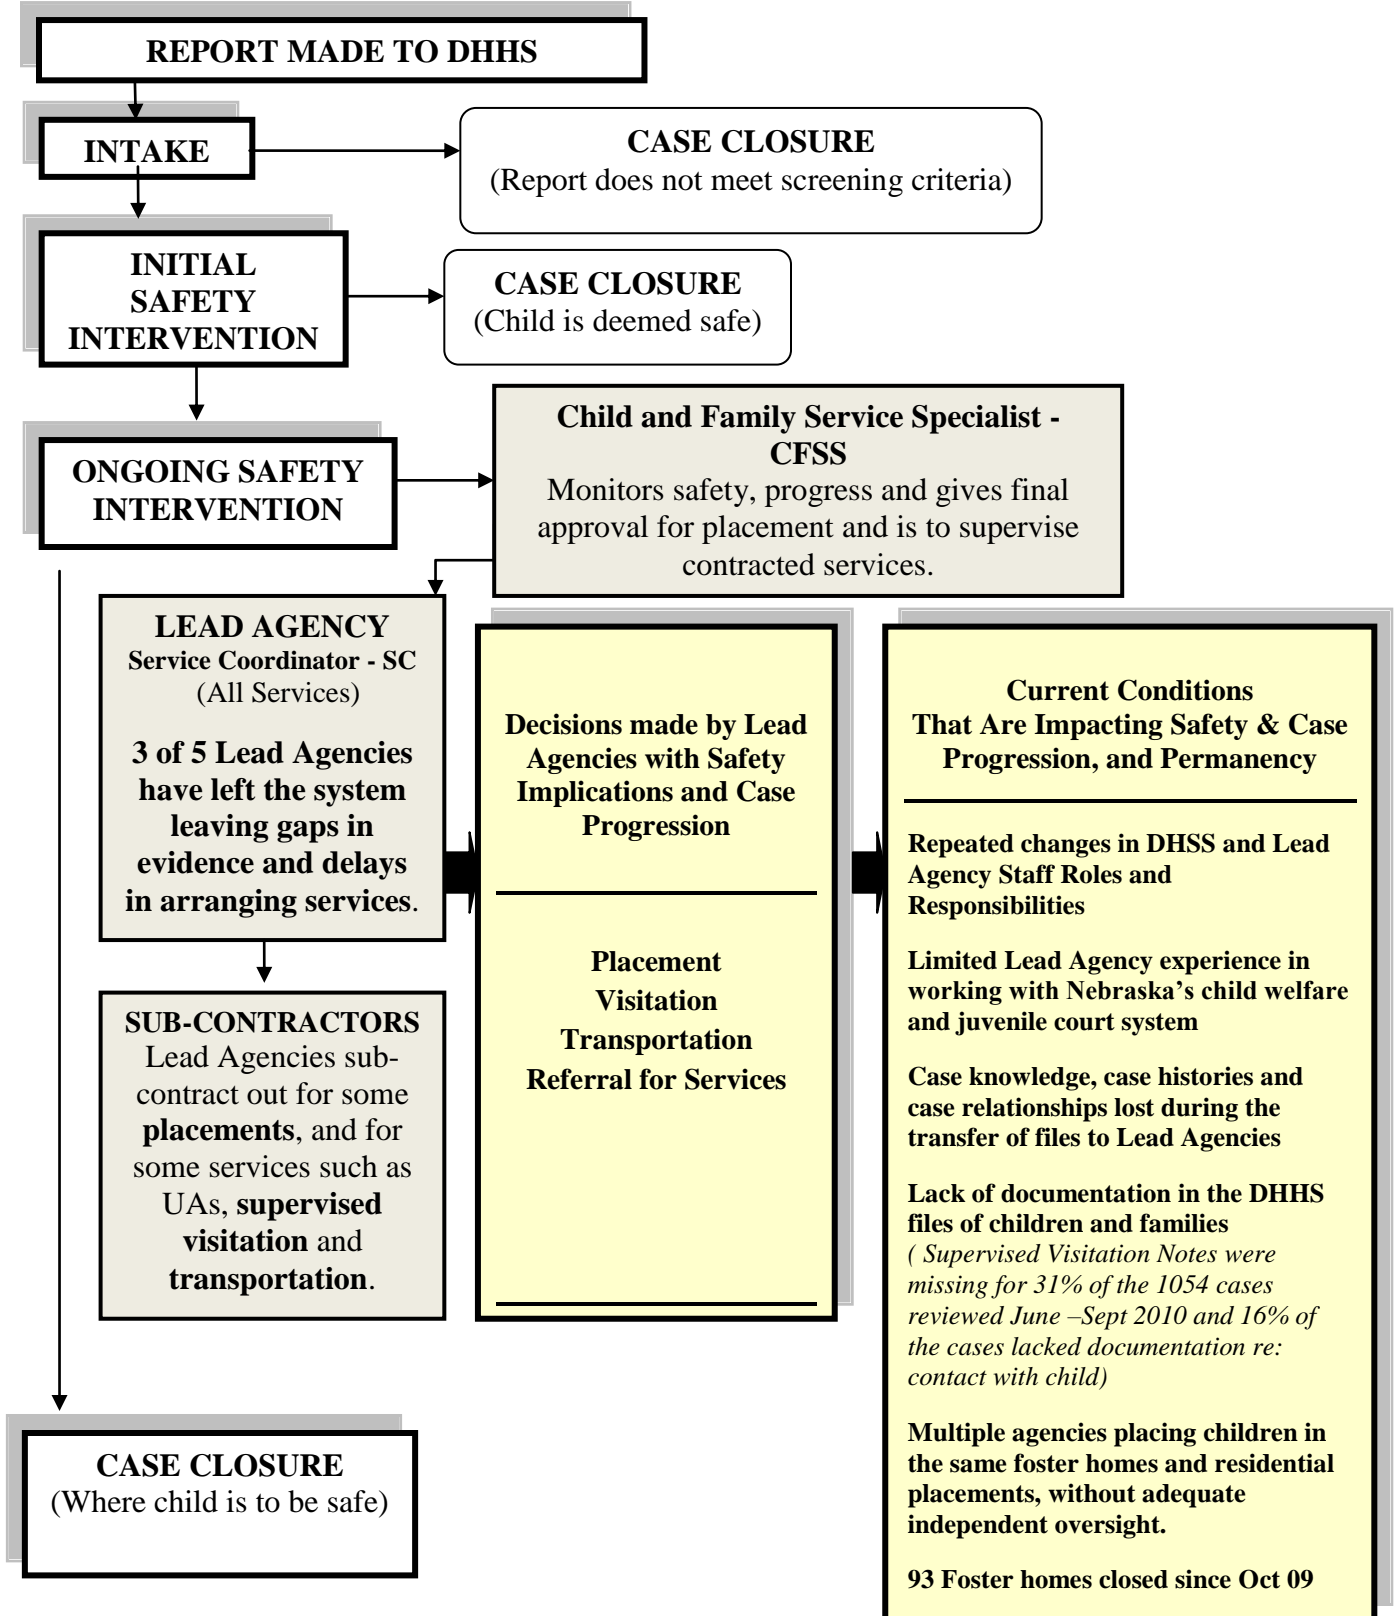 REPORT MADE TO DHHS
INTAKE
CASE CLOSURE
(Report does not meet screening criteria)
INITIAL
SAFETY
INTERVENTION
CASE CLOSURE
(Child is deemed safe)
ONGOING SAFETY
INTERVENTION
Child and Family Service Specialist -
CFSS
Monitors safety, progress and gives final
approval for placement and is to supervise
contracted services.
LEAD AGENCY
Service Coordinator - SC
(All Services)
3 of 5 Lead Agencies
have left the system
leaving gaps in
evidence and delays
in arranging services.
SUB-CONTRACTORS
Lead Agencies sub-
contract out for some
placements, and for
some services such as
UAs, supervised
visitation and
transportation.
Decisions made by Lead
Agencies with Safety
Implications and Case
Progression
Placement
Visitation
Transportation
Referral for Services
Current Conditions
That Are Impacting Safety & Case
Progression, and Permanency
Repeated changes in DHSS and Lead
Agency Staff Roles and
Responsibilities
Limited Lead Agency experience in
working with Nebraska’s child welfare
and juvenile court system
Case knowledge, case histories and
case relationships lost during the
transfer of files to Lead Agencies
Lack of documentation in the DHHS
files of children and families
( Supervised Visitation Notes were
missing for 31% of the 1054 cases
reviewed June –Sept 2010 and 16% of
the cases lacked documentation re:
contact with child)
Multiple agencies placing children in
the same foster homes and residential
placements, without adequate
independent oversight.
93 Foster homes closed since Oct 09
CASE CLOSURE
(Where child is to be safe)